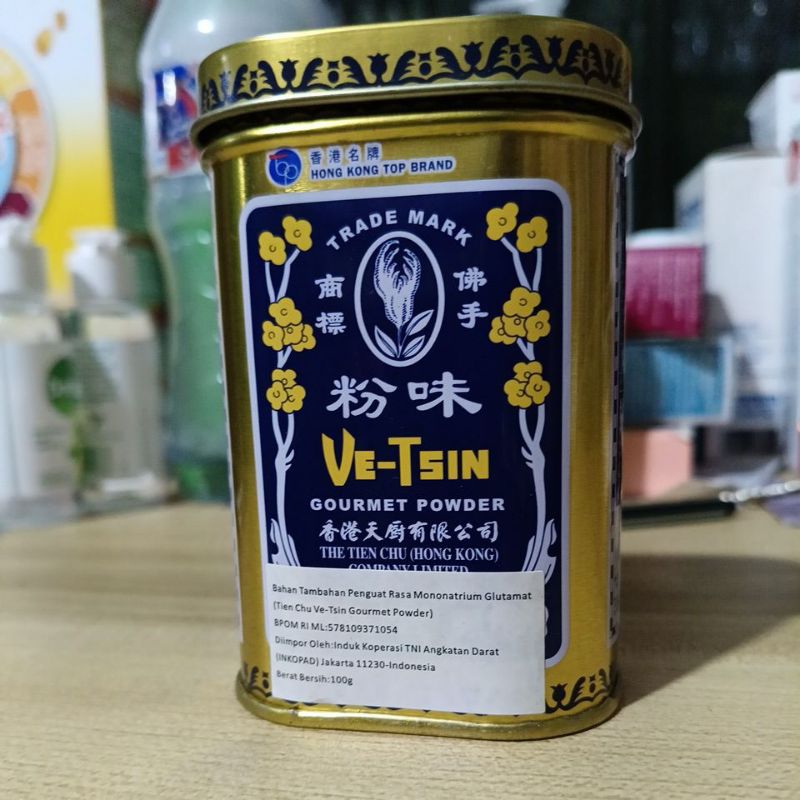 香港名牌
HONG KONG TOP BRAND
TRADE MARK
商標
佛手
粉味
VE-TSIN
GOURMET POWDER
香港天厨有限公司
THE TIEN CHU (HONG KONG)
COMPANY LIMITED
Bahan Tambahan Penguat Rasa Mononatrium Glutamat
(Tien Chu Ve-Tsin Gourmet Powder)
BPOM RI ML:578109371054
Diimpor Oleh:Induk Koperasi TNI Angkatan Darat
(INKOPAD) Jakarta 11230-Indonesia
Berat Bersih:100g